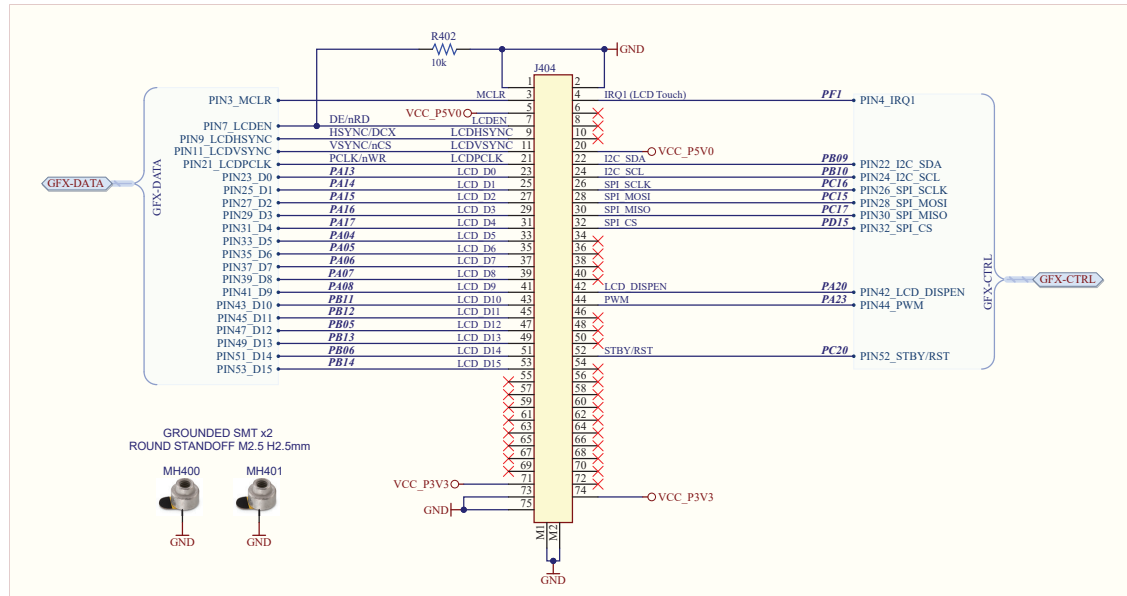 R402
10k
GND
J404
1 2
PIN3_MCLR MCLR 3 4 IRQ1 (LCD Touch) PF1 PIN4_IRQ1
VCC_P5V0 5 6
PIN7_LCDEN DE/nRD LCDEN 7 8
PIN9_LCDHSYNC HSYNC/DCX LCDHSYNC 9 10
PIN11_LCDVSYNC VSYNC/nCS LCDVSYNC 11 20 VCC_P5V0
PIN21_LCDPCLK PCLK/nWR LCDPCLK 21 22 I2C_SDA PB09 PIN22_I2C_SDA
PIN23_D0 PA13 LCD_D0 23 24 I2C_SCL PB10 PIN24_I2C_SCL
PIN25_D1 PA14 LCD_D1 25 26 SPI_SCLK PC16 PIN26_SPI_SCLK
PIN27_D2 PA15 LCD_D2 27 28 SPI_MOSI PC15 PIN28_SPI_MOSI
PIN29_D3 PA16 LCD_D3 29 30 SPI_MISO PC17 PIN30_SPI_MISO
PIN31_D4 PA17 LCD_D4 31 32 SPI_CS PD15 PIN32_SPI_CS
PIN33_D5 PA04 LCD_D5 33 34
PIN35_D6 PA05 LCD_D6 35 36
PIN37_D7 PA06 LCD_D7 37 38
PIN39_D8 PA07 LCD_D8 39 40
PIN41_D9 PA08 LCD_D9 41 42 LCD_DISPEN PA20 PIN42_LCD_DISPEN
PIN43_D10 PB11 LCD_D10 43 44 PWM PA23 PIN44_PWM
PIN45_D11 PB12 LCD_D11 45 46
PIN47_D12 PB05 LCD_D12 47 48
PIN49_D13 PB13 LCD_D13 49 50
PIN51_D14 PB06 LCD_D14 51 52 STBY/RST PC20 PIN52_STBY/RST
PIN53_D15 PB14 LCD_D15 53 54
55 56
57 58
59 60
61 62
63 64
65 66
67 68
69 70
VCC_P3V3 71 72
73 74 VCC_P3V3
GND 75
M1 M2
GND
GFX-DATA
GFX-DATA
GFX-CTRL
GFX-CTRL
GROUNDED SMT x2
ROUND STANDOFF M2.5 H2.5mm
MH400 MH401
GND GND